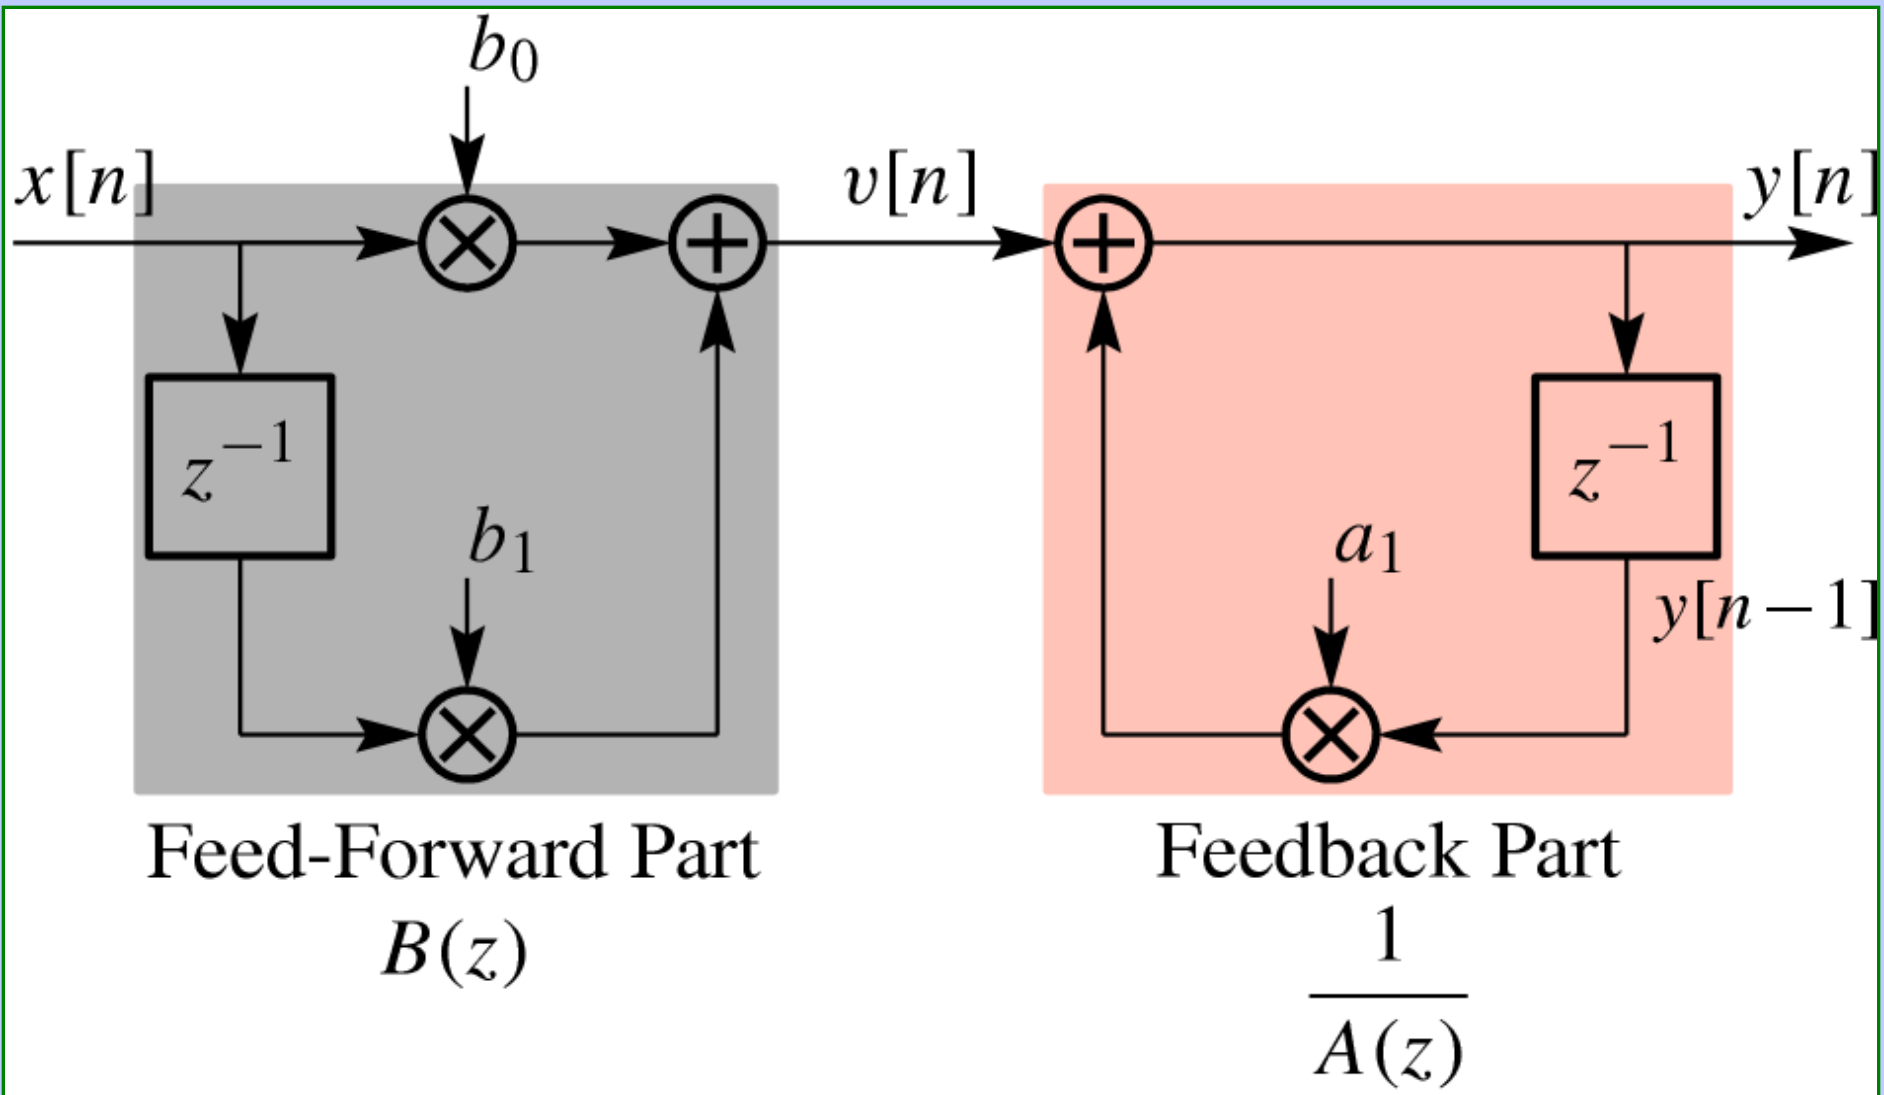 b₀
x[n]
v[n]
y[n]
z⁻¹
z⁻¹
b₁
a₁
y[n−1]
Feed-Forward Part
Feedback Part
B(z)
1
A(z)